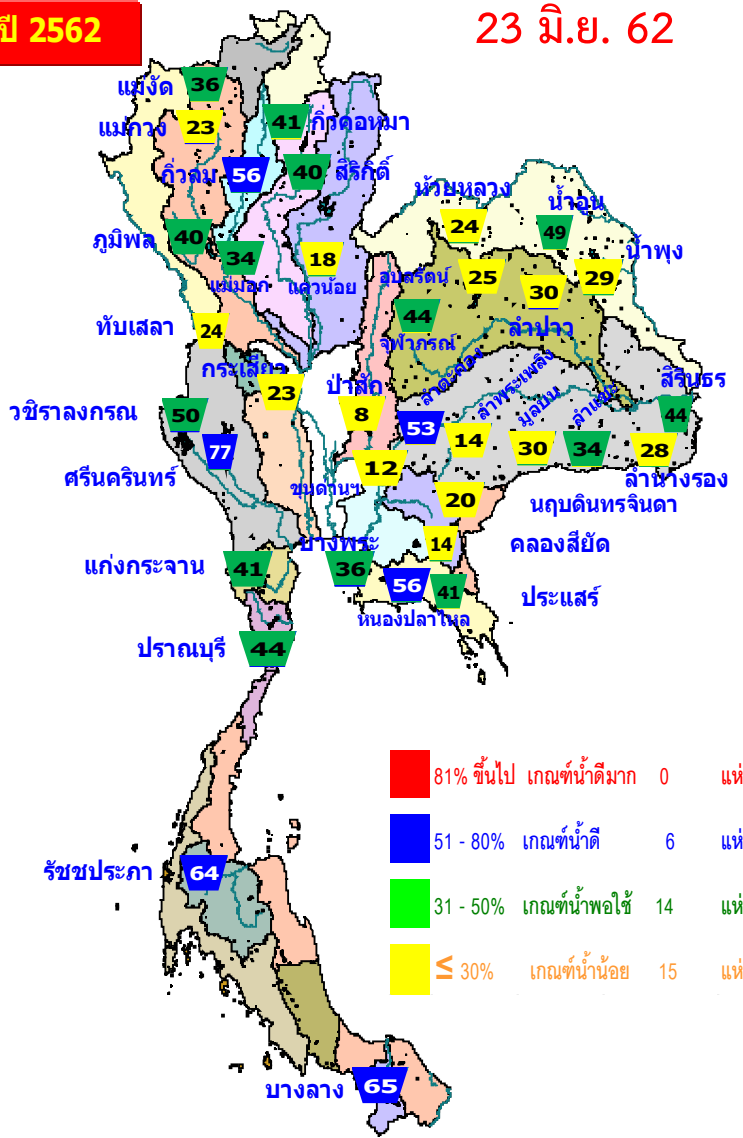 ปี 2562
23 มิ.ย. 62
แม่งัด
36
แม่กวง
23
41
กิ่วคอหมา
กิ่วลม
56
40
สิริกิติ์
ห้วยหลวง
24
น้ำอูน
49
ภูมิพล
40
34
แม่มอก
18
แควน้อย
อุบลรัตน์
25
30
29
น้ำพุง
ทับเสลา
24
44
จุฬาภรณ์
ลำปาว
กระเสียว
23
ป่าสัก
8
ลำตะคอง
ลำพระเพลิง
มูลบน
ลำแชะ
สิรินธร
44
วชิราลงกรณ
50
77
53
14
30
34
28
ลำนางรอง
ศรีนครินทร์
12
ขุนด่านฯ
20
นฤบดินทรจินดา
บางพระ
14
คลองสียัด
แก่งกระจาน
41
36
56
41
ประแสร์
หนองปลาไหล
ปราณบุรี
44
81% ขึ้นไป เกณฑ์น้ำดีมาก 0 แห่
51 - 80% เกณฑ์น้ำดี 6 แห่
31 - 50% เกณฑ์น้ำพอใช้ 14 แห่
≤ 30% เกณฑ์น้ำน้อย 15 แห่
รัชชประภา
64
บางลาง
65